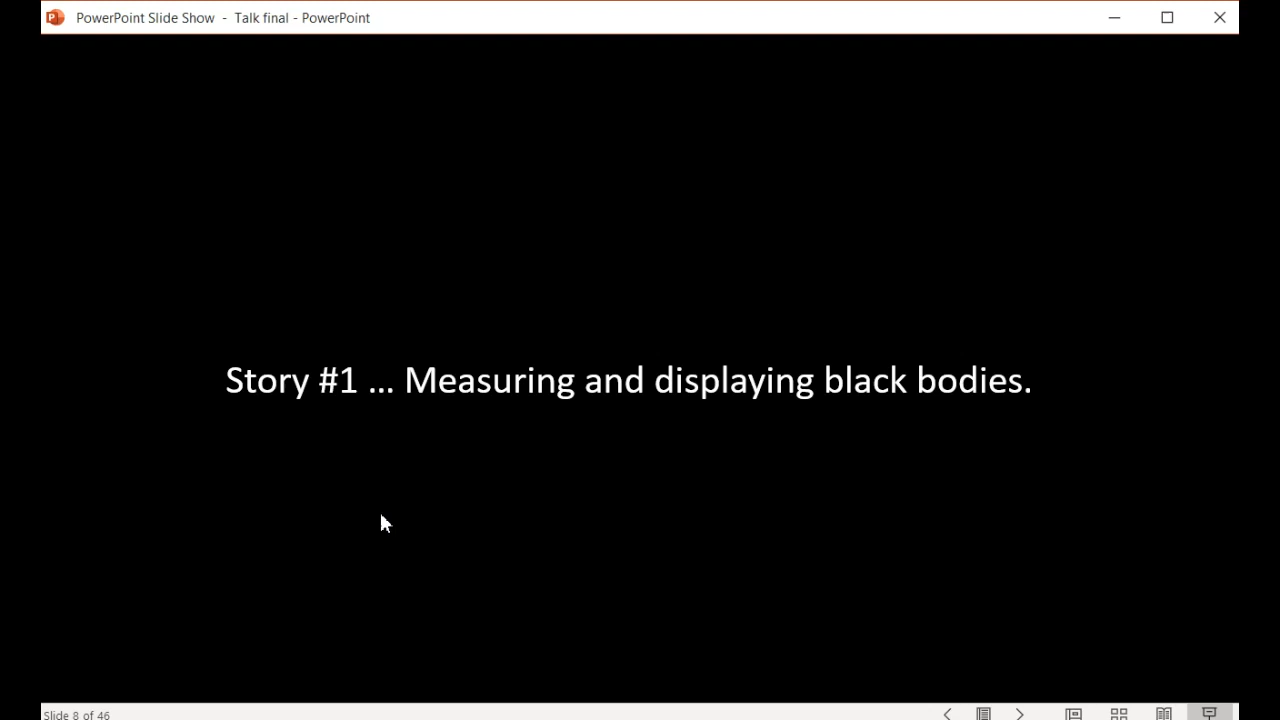 PowerPoint Slide Show - Talk final - PowerPoint
Story #1 ... Measuring and displaying black bodies.
Slide 8 of 46